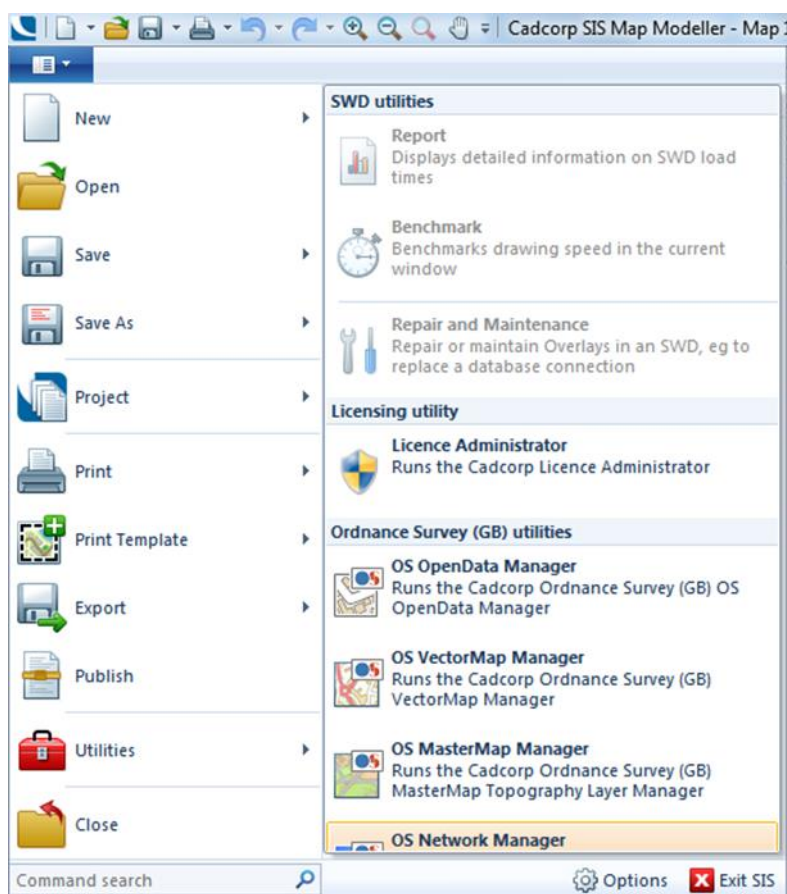 Cadcorp SIS Map Modeller - Map 1
New
Open
Save
Save As
Project
Print
Print Template
Export
Publish
Utilities
Close
SWD utilities
Report
Displays detailed information on SWD load
times
Benchmark
Benchmarks drawing speed in the current
window
Repair and Maintenance
Repair or maintain Overlays in an SWD, eg to
replace a database connection
Licensing utility
Licence Administrator
Runs the Cadcorp Licence Administrator
Ordnance Survey (GB) utilities
OS OpenData Manager
Runs the Cadcorp Ordnance Survey (GB) OS
OpenData Manager
OS VectorMap Manager
Runs the Cadcorp Ordnance Survey (GB)
VectorMap Manager
OS MasterMap Manager
Runs the Cadcorp Ordnance Survey (GB)
MasterMap Topography Layer Manager
OS Network Manager
Command search
Options
Exit SIS